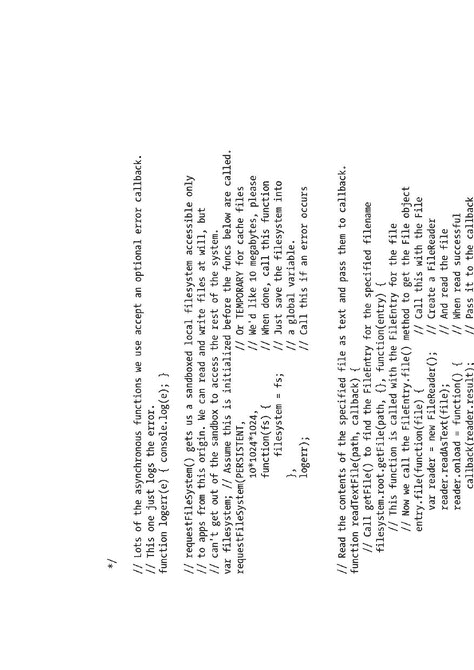 */

// Lots of the asynchronous functions we use accept an optional error callback.
// This one just logs the error.
function logerr(e) { console.log(e); }

// requestFileSystem() gets us a sandboxed local filesystem accessible only
// to apps from this origin. We can read and write files at will, but
// can't get out of the sandbox to access the rest of the system.
var filesystem; // Assume this is initialized before the funcs below are called.
requestFileSystem(PERSISTENT,          // Or TEMPORARY for cache files
                  10*1024*1024,        // We'd like 10 megabytes, please
                  function(fs) {       // When done, call this function
                      filesystem = fs; // Just save the filesystem into
                  },                   // a global variable.
                  logerr);             // Call this if an error occurs

// Read the contents of the specified file as text and pass them to callback.
function readTextFile(path, callback) {
    // Call getFile() to find the FileEntry for the specified filename
    filesystem.root.getFile(path, {}, function(entry) {
        // This function is called with the FileEntry for the file
        // Now we call the FileEntry.file() method to get the File object
        entry.file(function(file) {          // Call this with the File
            var reader = new FileReader();   // Create a FileReader
            reader.readAsText(file);         // And read the file
            reader.onload = function() {     // When read successful
                callback(reader.result);     // Pass it to the callback